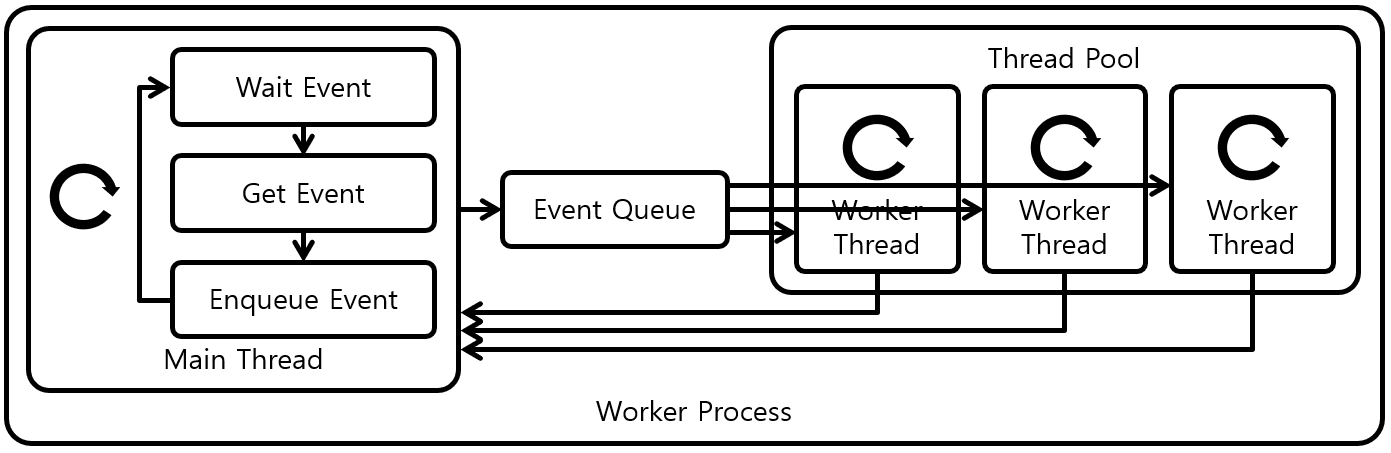 Wait Event
Get Event
Enqueue Event
Main Thread
Event Queue
Thread Pool
Worker
Thread
Worker
Thread
Worker
Thread
Worker Process